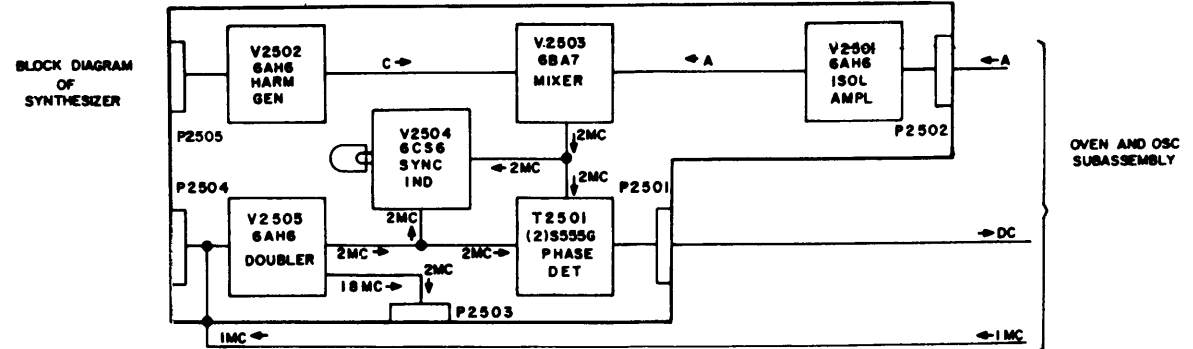 BLOCK DIAGRAM
OF
SYNTHESIZER
V2502
6AH6
HARM
GEN
C →
V.2503
6BA7
MIXER
← A
V2501
6AH6
ISOL
AMPL
← A
P2505
P2502
V2504
6CS6
SYNC
IND
↓ 2MC
← 2MC
↓ 2MC
OVEN AND OSC
SUBASSEMBLY
P2504
P2501
V2505
6AH6
DOUBLER
2MC ↑
2MC →
2MC →
T2501
(2)S555G
PHASE
DET
→ DC
18MC →
2MC ↓
P2503
1MC ←
← 1MC